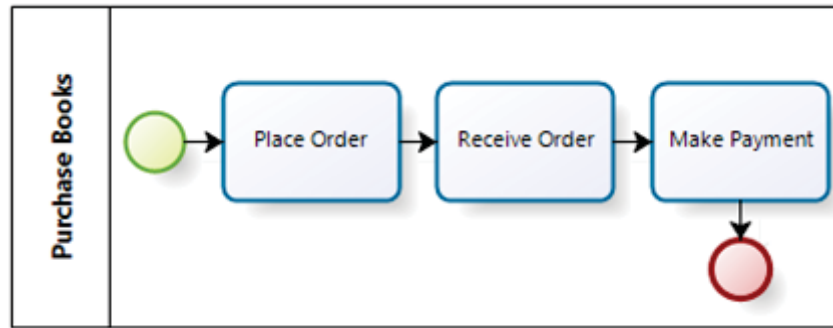 Purchase Books
Place Order
Receive Order
Make Payment